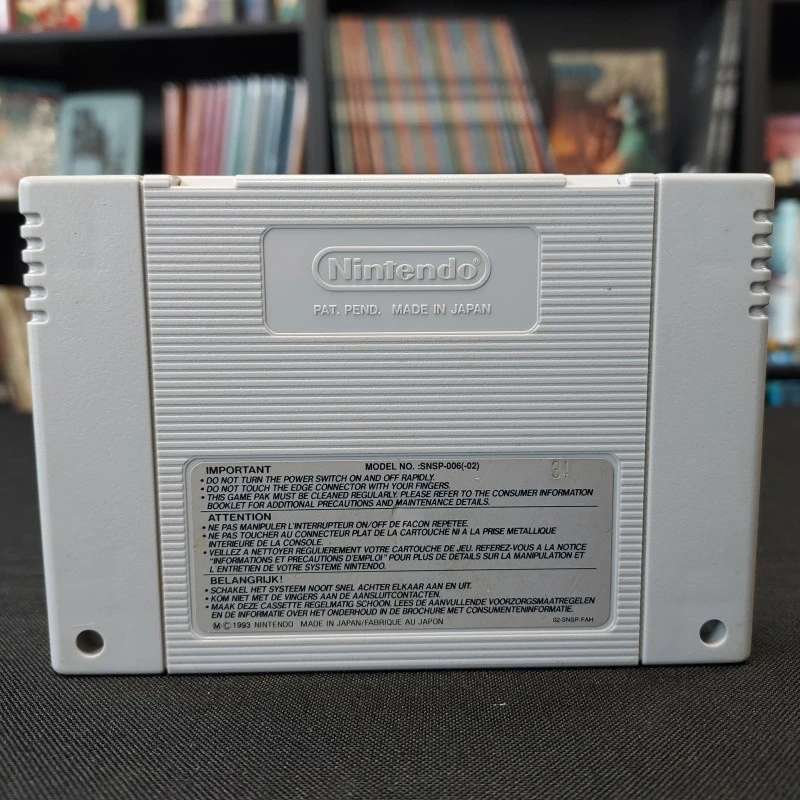 Nintendo®
PAT. PEND. MADE IN JAPAN
IMPORTANT MODEL NO. :SNSP-006(-02) 31
• DO NOT TURN THE POWER SWITCH ON AND OFF RAPIDLY.
• DO NOT TOUCH THE EDGE CONNECTOR WITH YOUR FINGERS.
• THIS GAME PAK MUST BE CLEANED REGULARLY. PLEASE REFER TO THE CONSUMER INFORMATION
BOOKLET FOR ADDITIONAL PRECAUTIONS AND MAINTENANCE DETAILS.
ATTENTION
• NE PAS MANIPULER L'INTERRUPTEUR ON/OFF DE FACON REPETEE.
• NE PAS TOUCHER AU CONNECTEUR PLAT DE LA CARTOUCHE NI A LA PRISE METALLIQUE
INTERIEURE DE LA CONSOLE.
• VEILLEZ A NETTOYER REGULIEREMENT VOTRE CARTOUCHE DE JEU. REFEREZ-VOUS A LA NOTICE
"INFORMATIONS ET PRECAUTIONS D'EMPLOI" POUR PLUS DE DETAILS SUR LA MANIPULATION ET
L'ENTRETIEN DE VOTRE SYSTEME NINTENDO.
BELANGRIJK!
• SCHAKEL HET SYSTEEM NOOIT SNEL ACHTER ELKAAR AAN EN UIT.
• KOM NIET MET DE VINGERS AAN DE AANSLUITCONTACTEN.
• MAAK DEZE CASSETTE REGELMATIG SCHOON. LEES DE AANVULLENDE VOORZORGSMAATREGELEN
EN DE INFORMATIE OVER HET ONDERHOUD IN DE BROCHURE MET CONSUMENTENINFORMATIE.
Ⓜ © 1993 NINTENDO MADE IN JAPAN/FABRIQUE AU JAPON 02-SNSP-FAH